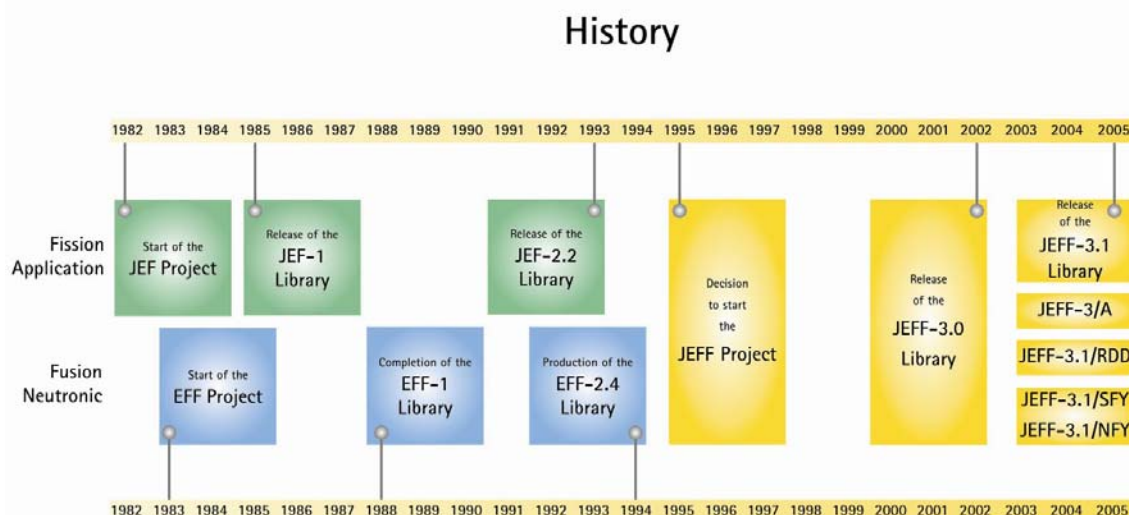 History
1982 1983 1984 1985 1986 1987 1988 1989 1990 1991 1992 1993 1994 1995 1996 1997 1998 1999 2000 2001 2002 2003 2004 2005
Fission
Application
Start of the
JEF Project
Release of the
JEF-1
Library
Release of the
JEF-2.2
Library
Decision
to start
the
JEFF Project
Release
of the
JEFF-3.0
Library
Release
of the
JEFF-3.1
Library
JEFF-3/A
JEFF-3.1/RDD
JEFF-3.1/SFY
JEFF-3.1/NFY
Fusion
Neutronic
Start of the
EFF Project
Completion of the
EFF-1
Library
Production of the
EFF-2.4
Library
1982 1983 1984 1985 1986 1987 1988 1989 1990 1991 1992 1993 1994 1995 1996 1997 1998 1999 2000 2001 2002 2003 2004 2005